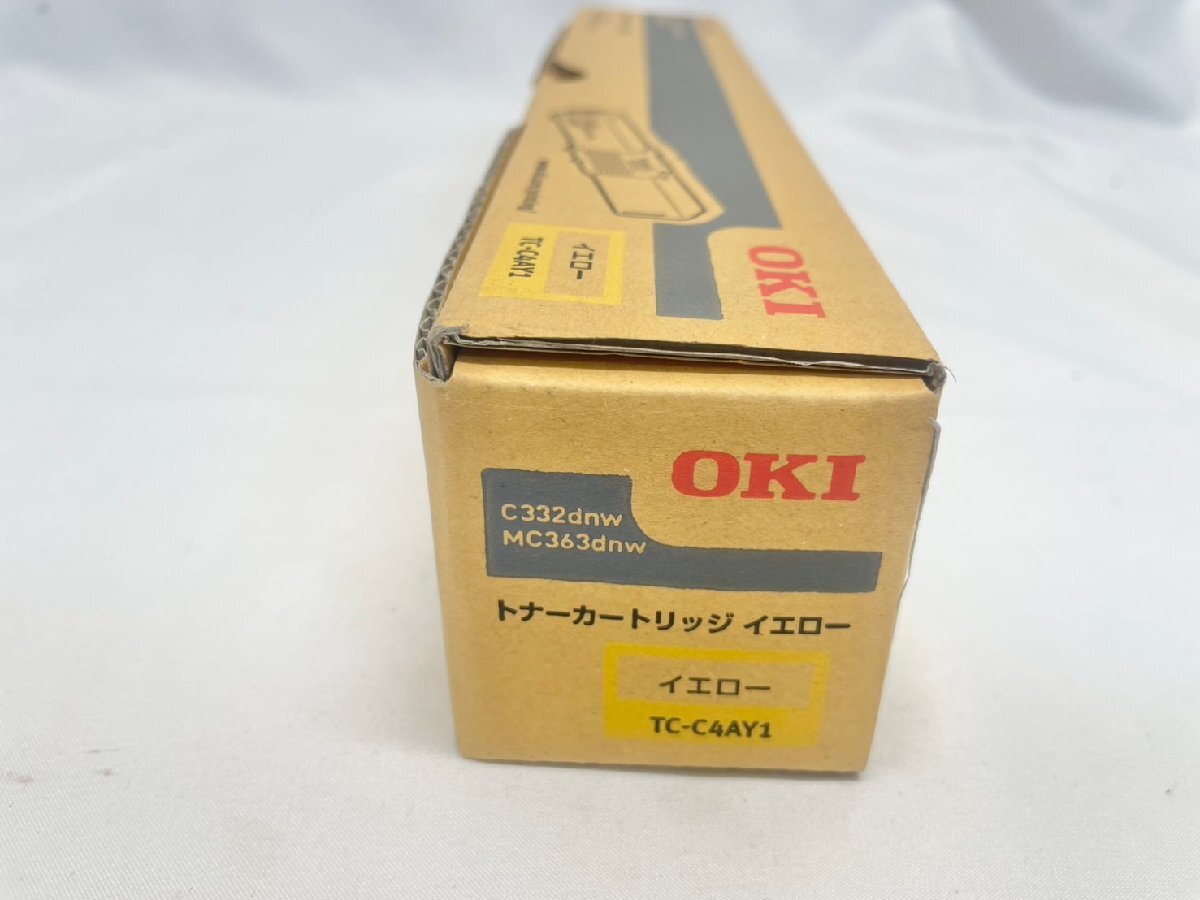 イエロー
TC-C4AY1
OKI
OKI
C332dnw
MC363dnw
トナーカートリッジ イエロー
イエロー
TC-C4AY1